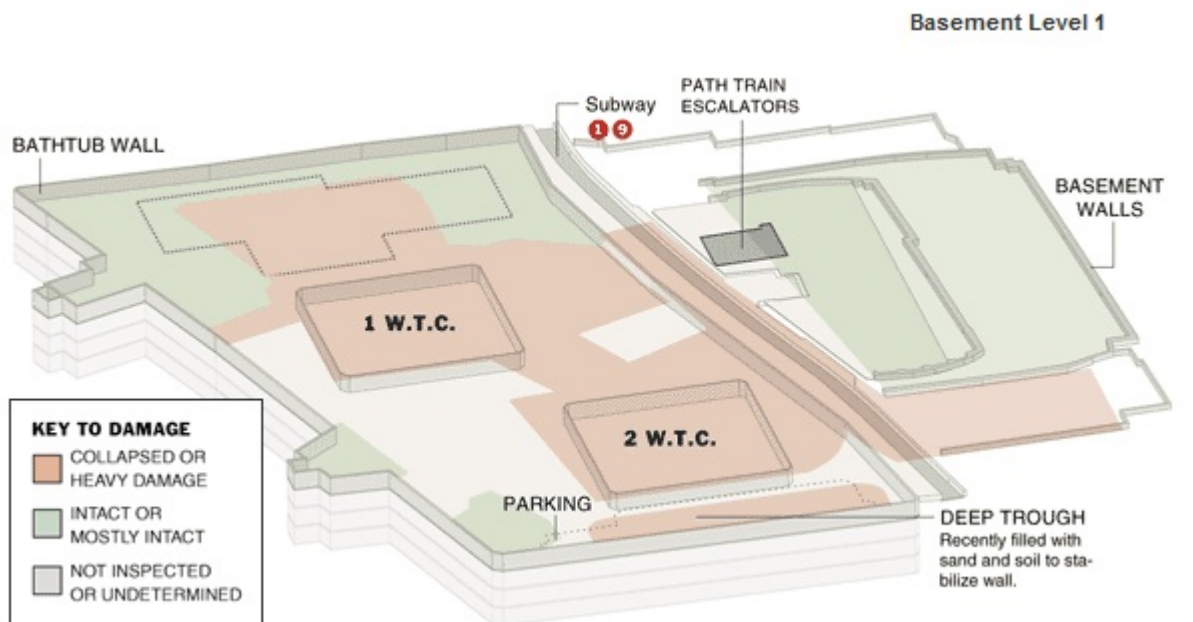 Basement Level 1
PATH TRAIN
ESCALATORS
Subway
1 9
BATHTUB WALL
BASEMENT
WALLS
1 W.T.C.
2 W.T.C.
KEY TO DAMAGE
COLLAPSED OR
HEAVY DAMAGE
INTACT OR
MOSTLY INTACT
NOT INSPECTED
OR UNDETERMINED
PARKING
DEEP TROUGH
Recently filled with
sand and soil to sta-
bilize wall.